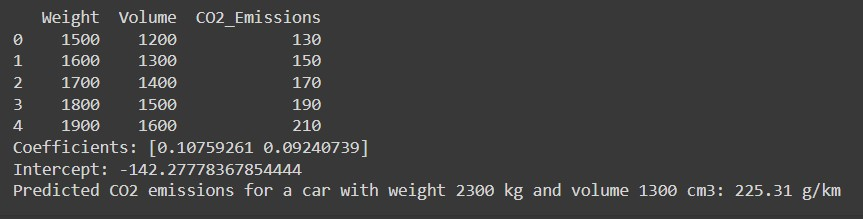 Weight Volume CO2_Emissions
0 1500 1200 130
1 1600 1300 150
2 1700 1400 170
3 1800 1500 190
4 1900 1600 210
Coefficients: [0.10759261 0.09240739]
Intercept: -142.27778367854444
Predicted CO2 emissions for a car with weight 2300 kg and volume 1300 cm3: 225.31 g/km